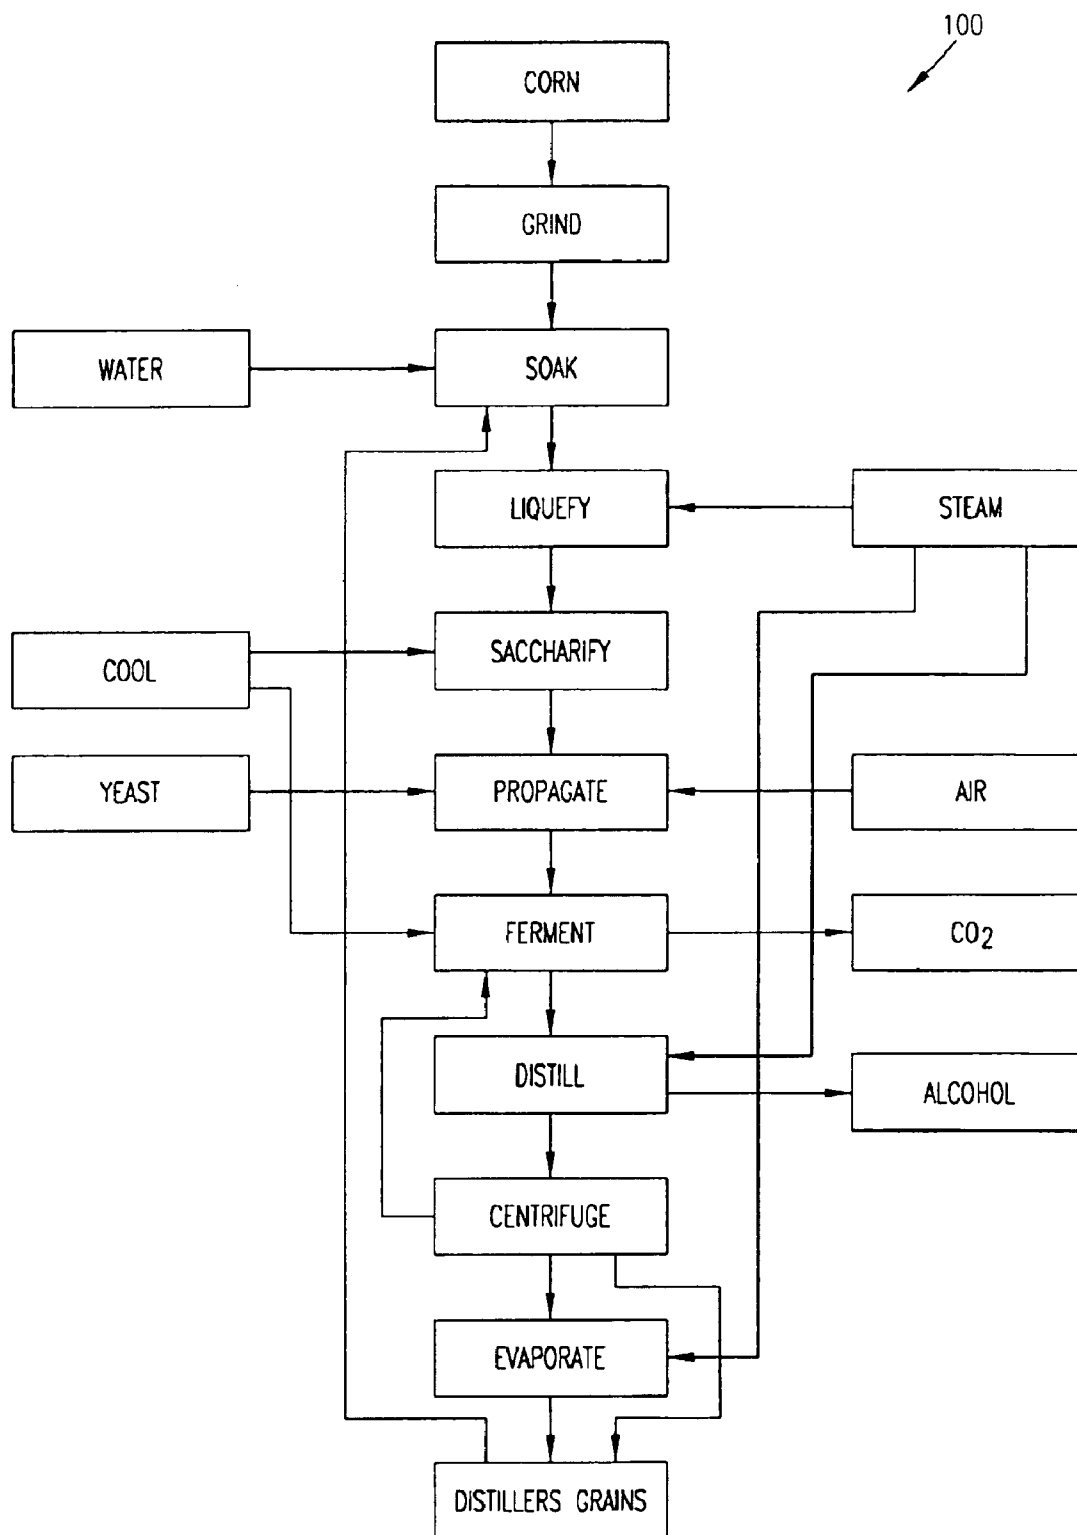 100
CORN
GRIND
WATER
SOAK
LIQUEFY
STEAM
COOL
SACCHARIFY
YEAST
PROPAGATE
AIR
FERMENT
CO2
DISTILL
ALCOHOL
CENTRIFUGE
EVAPORATE
DISTILLERS GRAINS